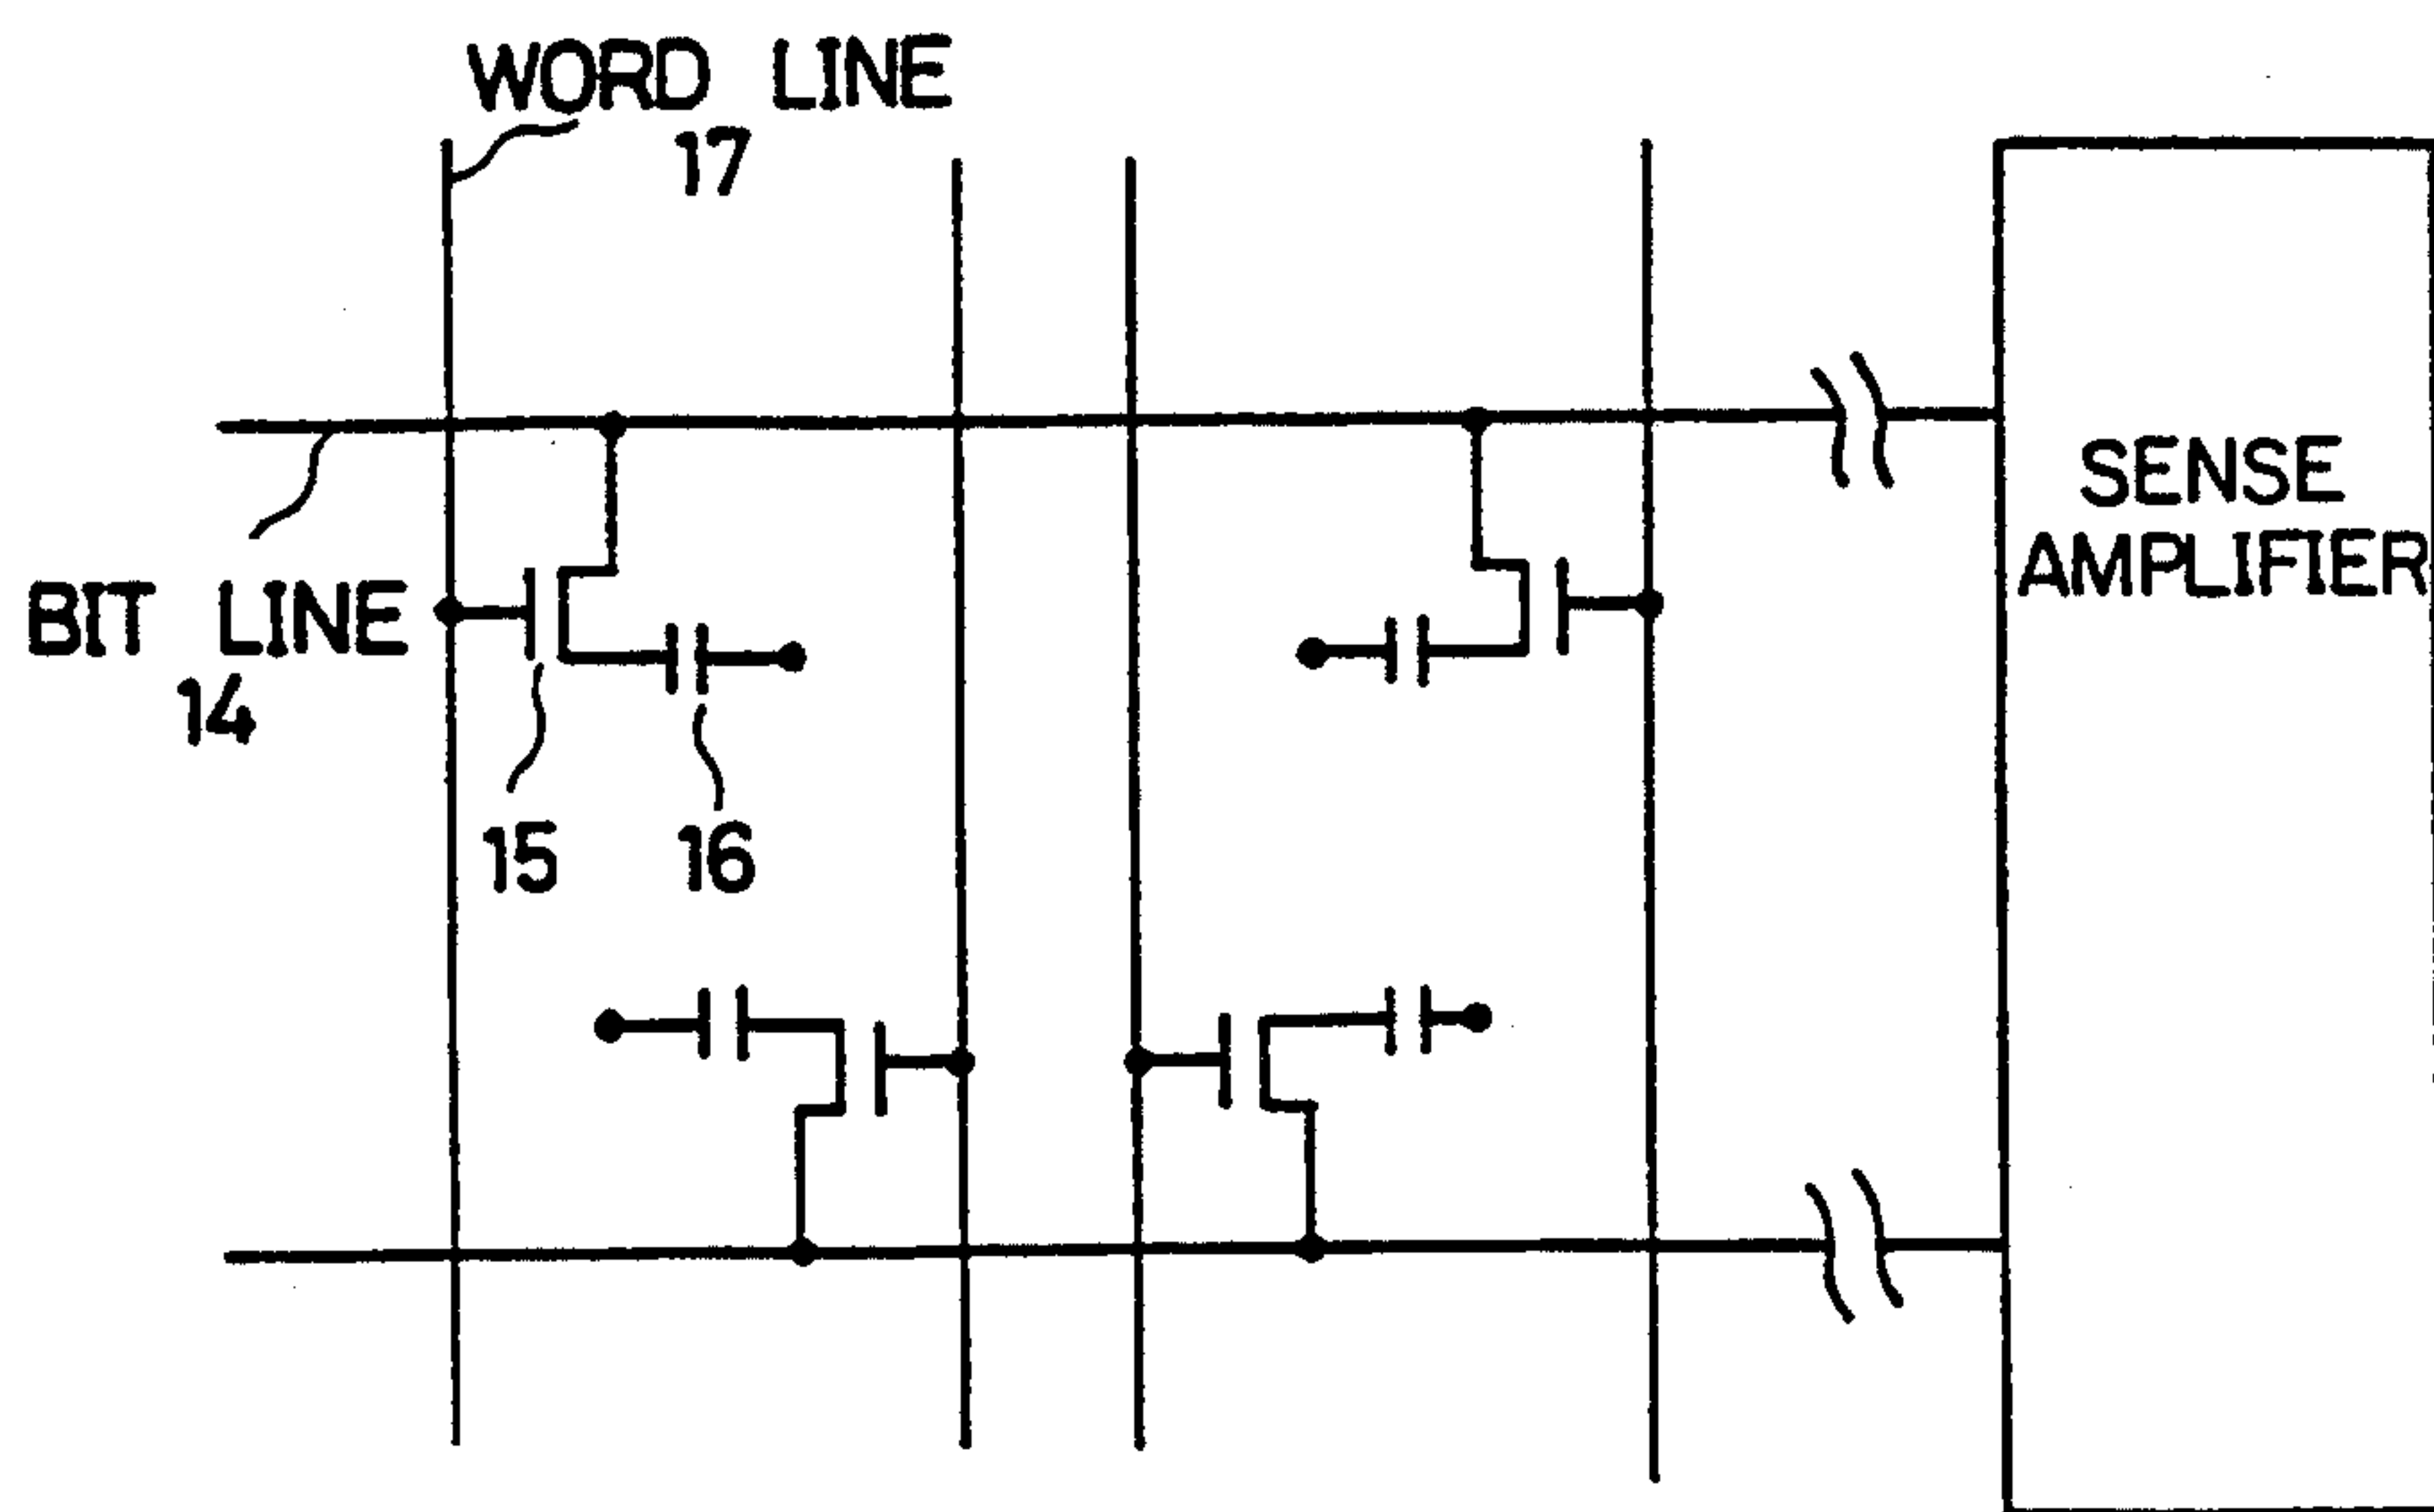 WORD LINE
17
BIT LINE
14
15
16
SENSE
AMPLIFIER